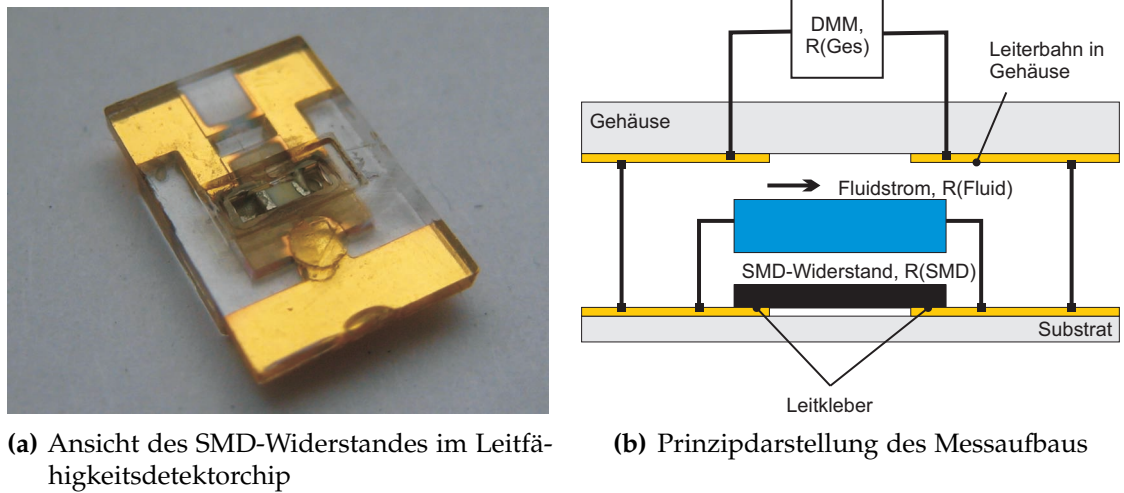 DMM,
R(Ges)
Leiterbahn in
Gehäuse
Gehäuse
Fluidstrom, R(Fluid)
SMD-Widerstand, R(SMD)
Substrat
Leitkleber
(a) Ansicht des SMD-Widerstandes im Leitfä-
higkeitsdetektorchip
(b) Prinzipdarstellung des Messaufbaus